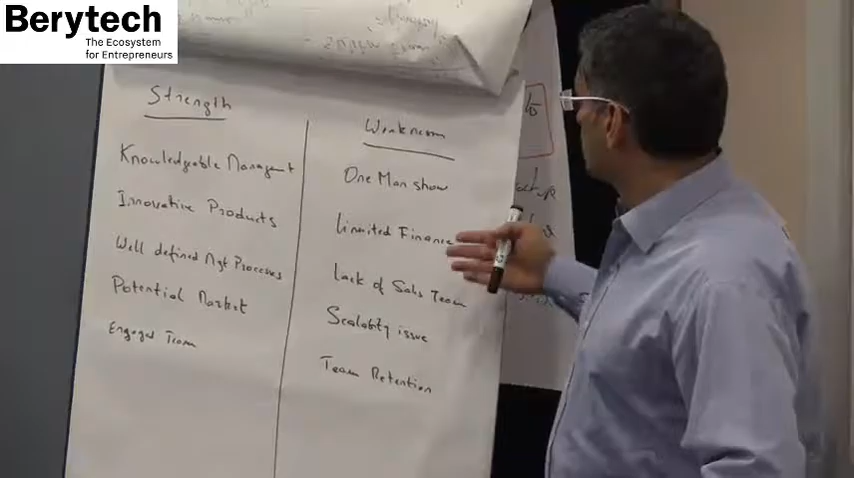 Berytech
The Ecosystem
for Entrepreneurs
Strength
Knowledgeable Managemt
Innovative Products
Well defined Mgt Processes
Potential Market
Engaged Team
Weakness
One Man show
Limited Finance
Lack of Sales Team
Scalability issue
Team Retention